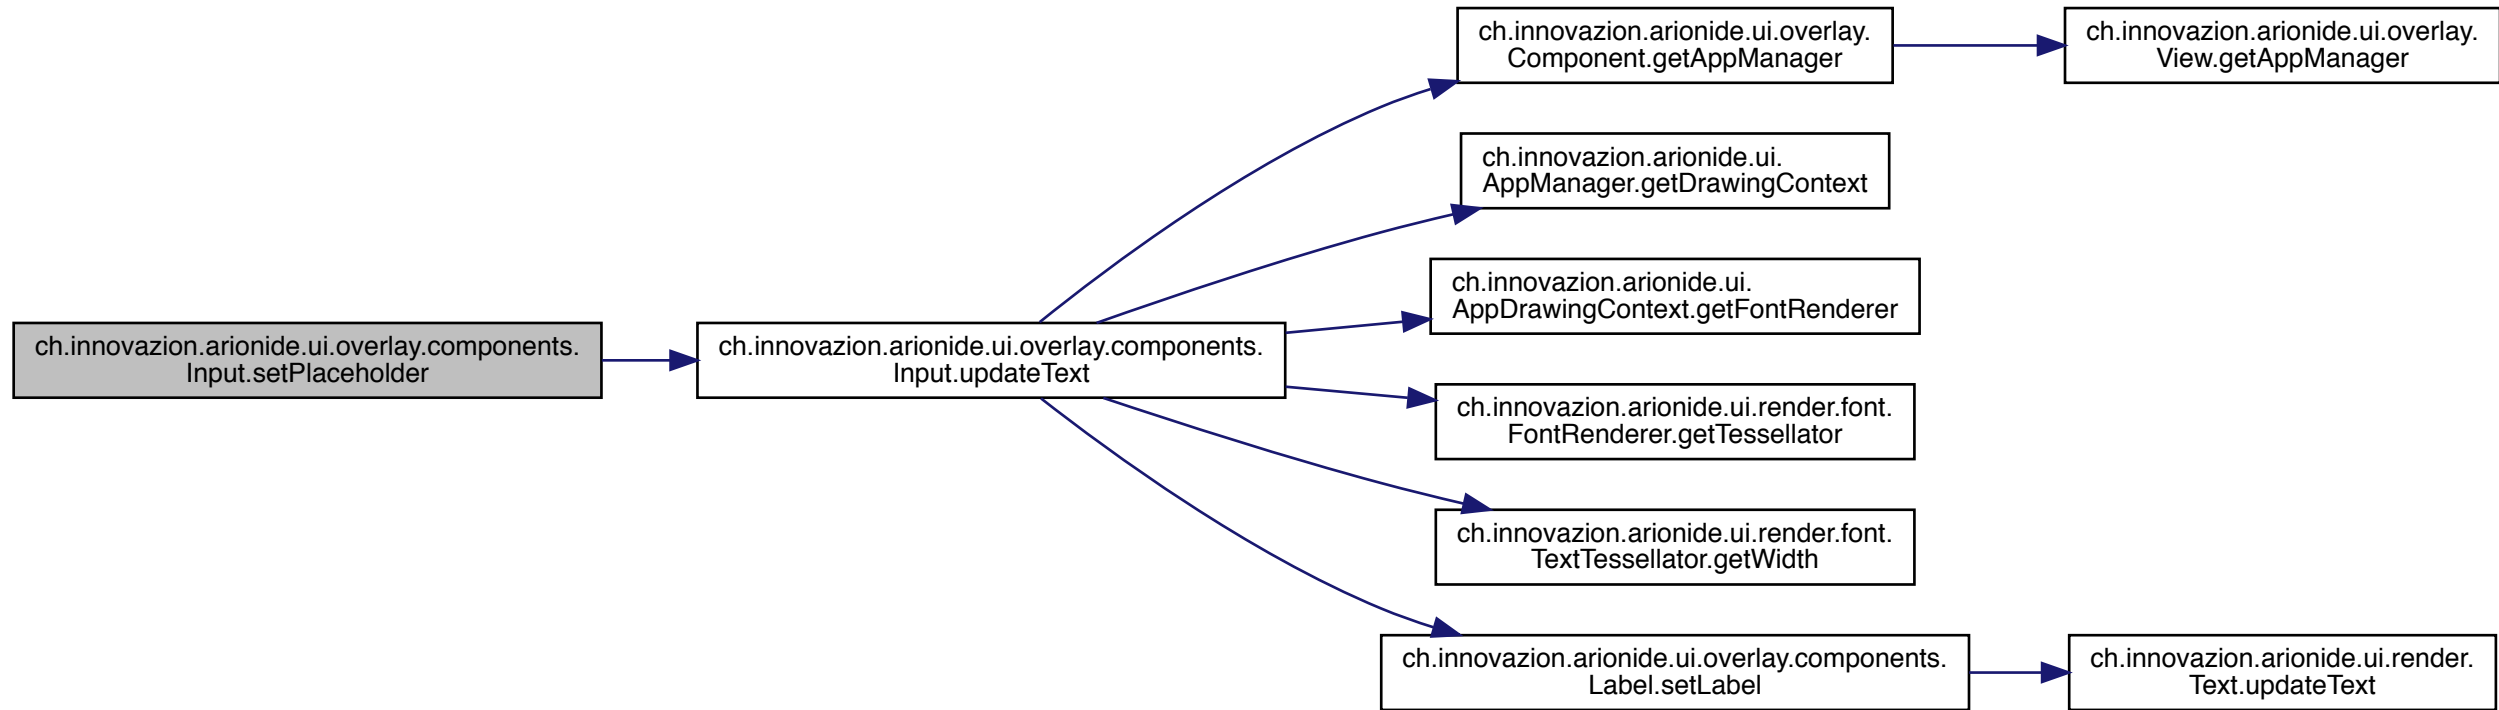 ch.innovazion.arionide.ui.overlay.components.
Input.setPlaceholder
ch.innovazion.arionide.ui.overlay.components.
Input.updateText
ch.innovazion.arionide.ui.overlay.
Component.getAppManager
ch.innovazion.arionide.ui.overlay.
View.getAppManager
ch.innovazion.arionide.ui.
AppManager.getDrawingContext
ch.innovazion.arionide.ui.
AppDrawingContext.getFontRenderer
ch.innovazion.arionide.ui.render.font.
FontRenderer.getTessellator
ch.innovazion.arionide.ui.render.font.
TextTessellator.getWidth
ch.innovazion.arionide.ui.overlay.components.
Label.setLabel
ch.innovazion.arionide.ui.render.
Text.updateText